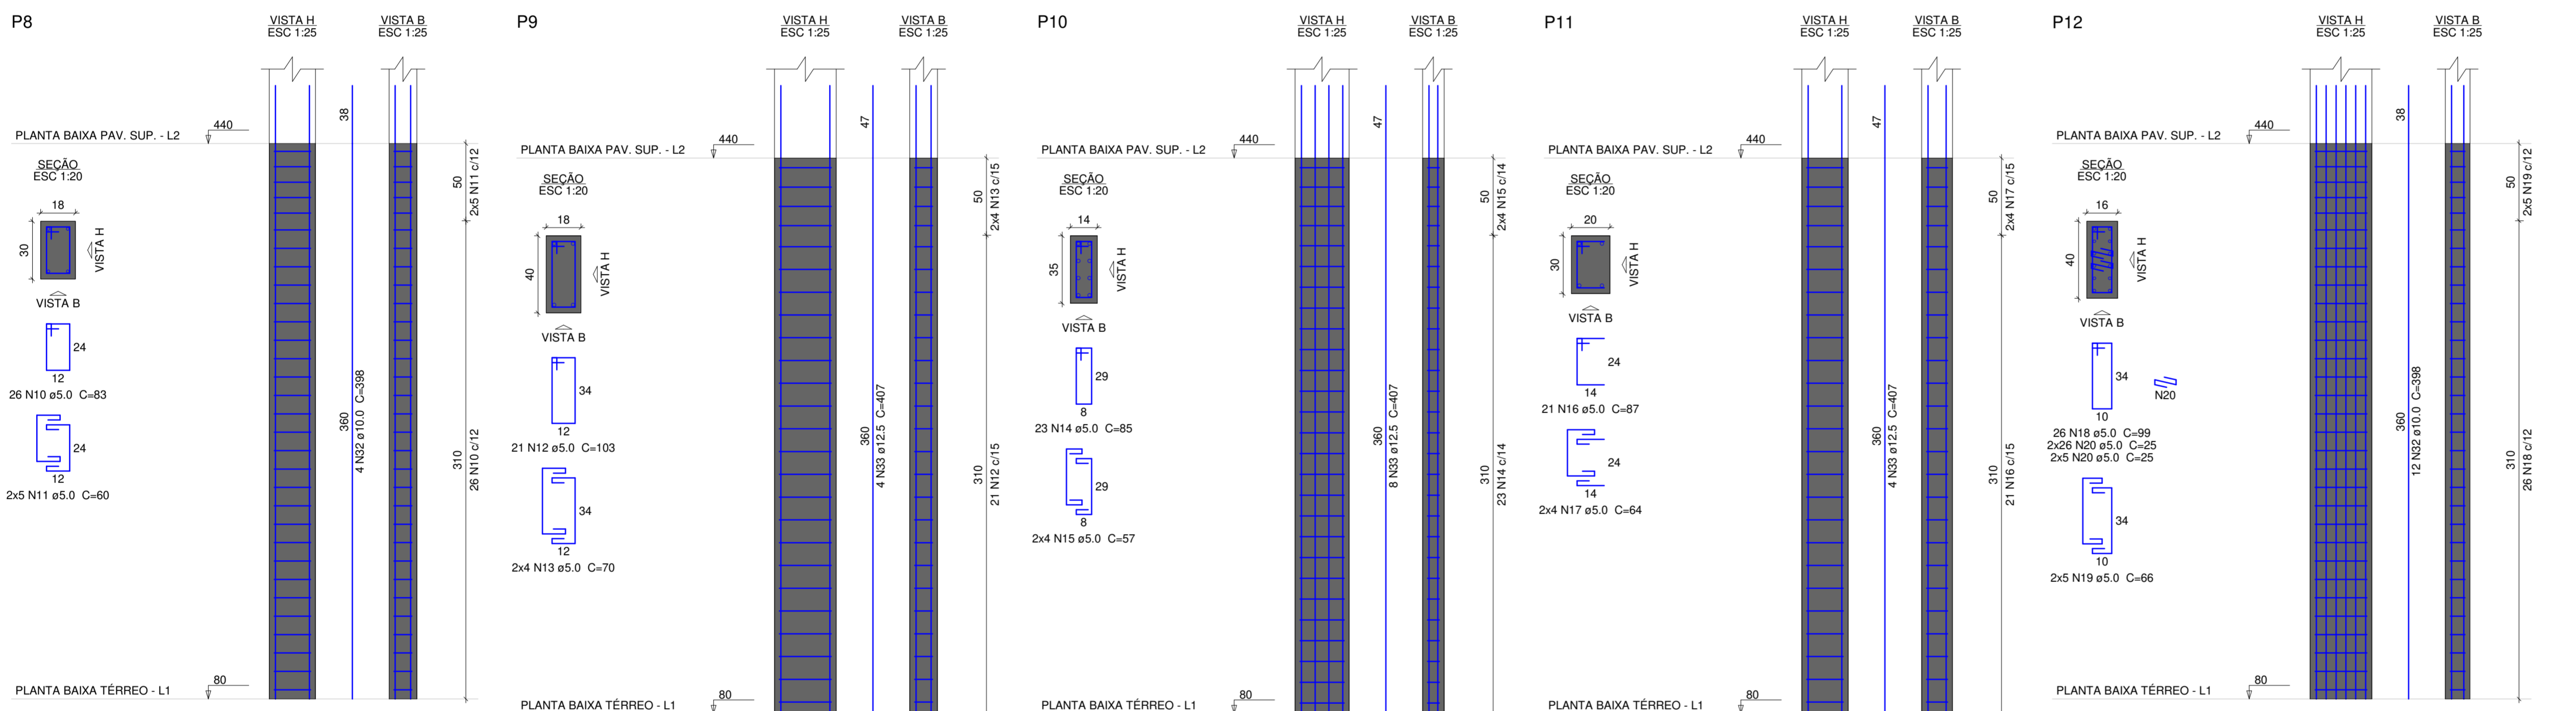 P8
VISTA H
ESC 1:25
VISTA B
ESC 1:25
38
PLANTA BAIXA PAV. SUP. - L2
440
SEÇÃO
ESC 1:20
18
30
VISTA H
VISTA B
24
12
26 N10 ø5.0 C=83
24
12
2x5 N11 ø5.0 C=60
360
4 N32 ø10.0 C=398
50
2x5 N11 c/12
310
26 N10 c/12
PLANTA BAIXA TÉRREO - L1
80
P9
VISTA H
ESC 1:25
VISTA B
ESC 1:25
47
PLANTA BAIXA PAV. SUP. - L2
440
SEÇÃO
ESC 1:20
18
40
VISTA H
VISTA B
34
12
21 N12 ø5.0 C=103
34
12
2x4 N13 ø5.0 C=70
360
4 N33 ø12.5 C=407
50
2x4 N13 c/15
310
21 N12 c/15
PLANTA BAIXA TÉRREO - L1
80
P10
VISTA H
ESC 1:25
VISTA B
ESC 1:25
47
PLANTA BAIXA PAV. SUP. - L2
440
SEÇÃO
ESC 1:20
14
35
VISTA H
VISTA B
29
8
23 N14 ø5.0 C=85
29
8
2x4 N15 ø5.0 C=57
360
8 N33 ø12.5 C=407
50
2x4 N15 c/14
310
23 N14 c/14
PLANTA BAIXA TÉRREO - L1
80
P11
VISTA H
ESC 1:25
VISTA B
ESC 1:25
47
PLANTA BAIXA PAV. SUP. - L2
440
SEÇÃO
ESC 1:20
20
30
VISTA H
VISTA B
24
14
21 N16 ø5.0 C=87
24
14
2x4 N17 ø5.0 C=64
360
4 N33 ø12.5 C=407
50
2x4 N17 c/15
310
21 N16 c/15
PLANTA BAIXA TÉRREO - L1
80
P12
VISTA H
ESC 1:25
VISTA B
ESC 1:25
38
PLANTA BAIXA PAV. SUP. - L2
440
SEÇÃO
ESC 1:20
16
40
VISTA H
VISTA B
34
N20
10
26 N18 ø5.0 C=99
2x26 N20 ø5.0 C=25
2x5 N20 ø5.0 C=25
34
10
2x5 N19 ø5.0 C=66
360
12 N32 ø10.0 C=398
50
2x5 N19 c/12
310
26 N18 c/12
PLANTA BAIXA TÉRREO - L1
80